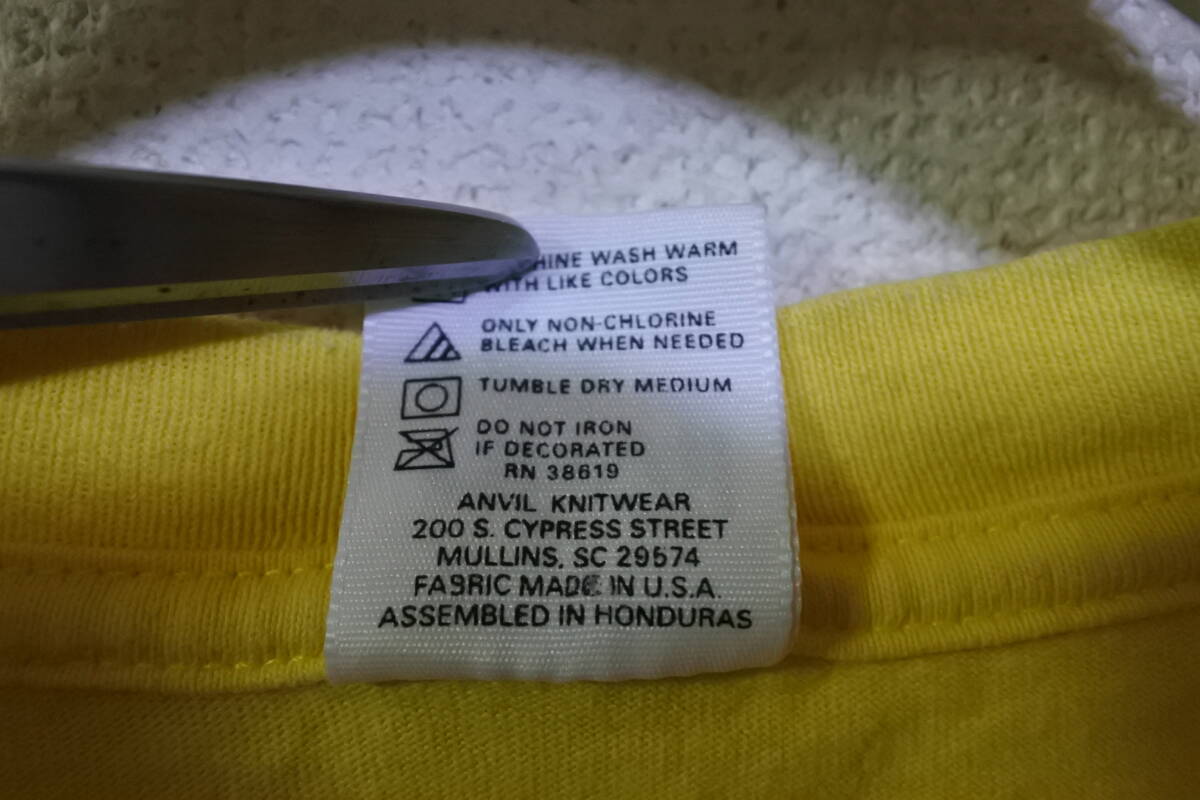 HINE WASH WARM
WITH LIKE COLORS
ONLY NON-CHLORINE
BLEACH WHEN NEEDED
TUMBLE DRY MEDIUM
DO NOT IRON
IF DECORATED
RN 38619
ANVIL KNITWEAR
200 S. CYPRESS STREET
MULLINS, SC 29574
FABRIC MADE IN U.S.A.
ASSEMBLED IN HONDURAS